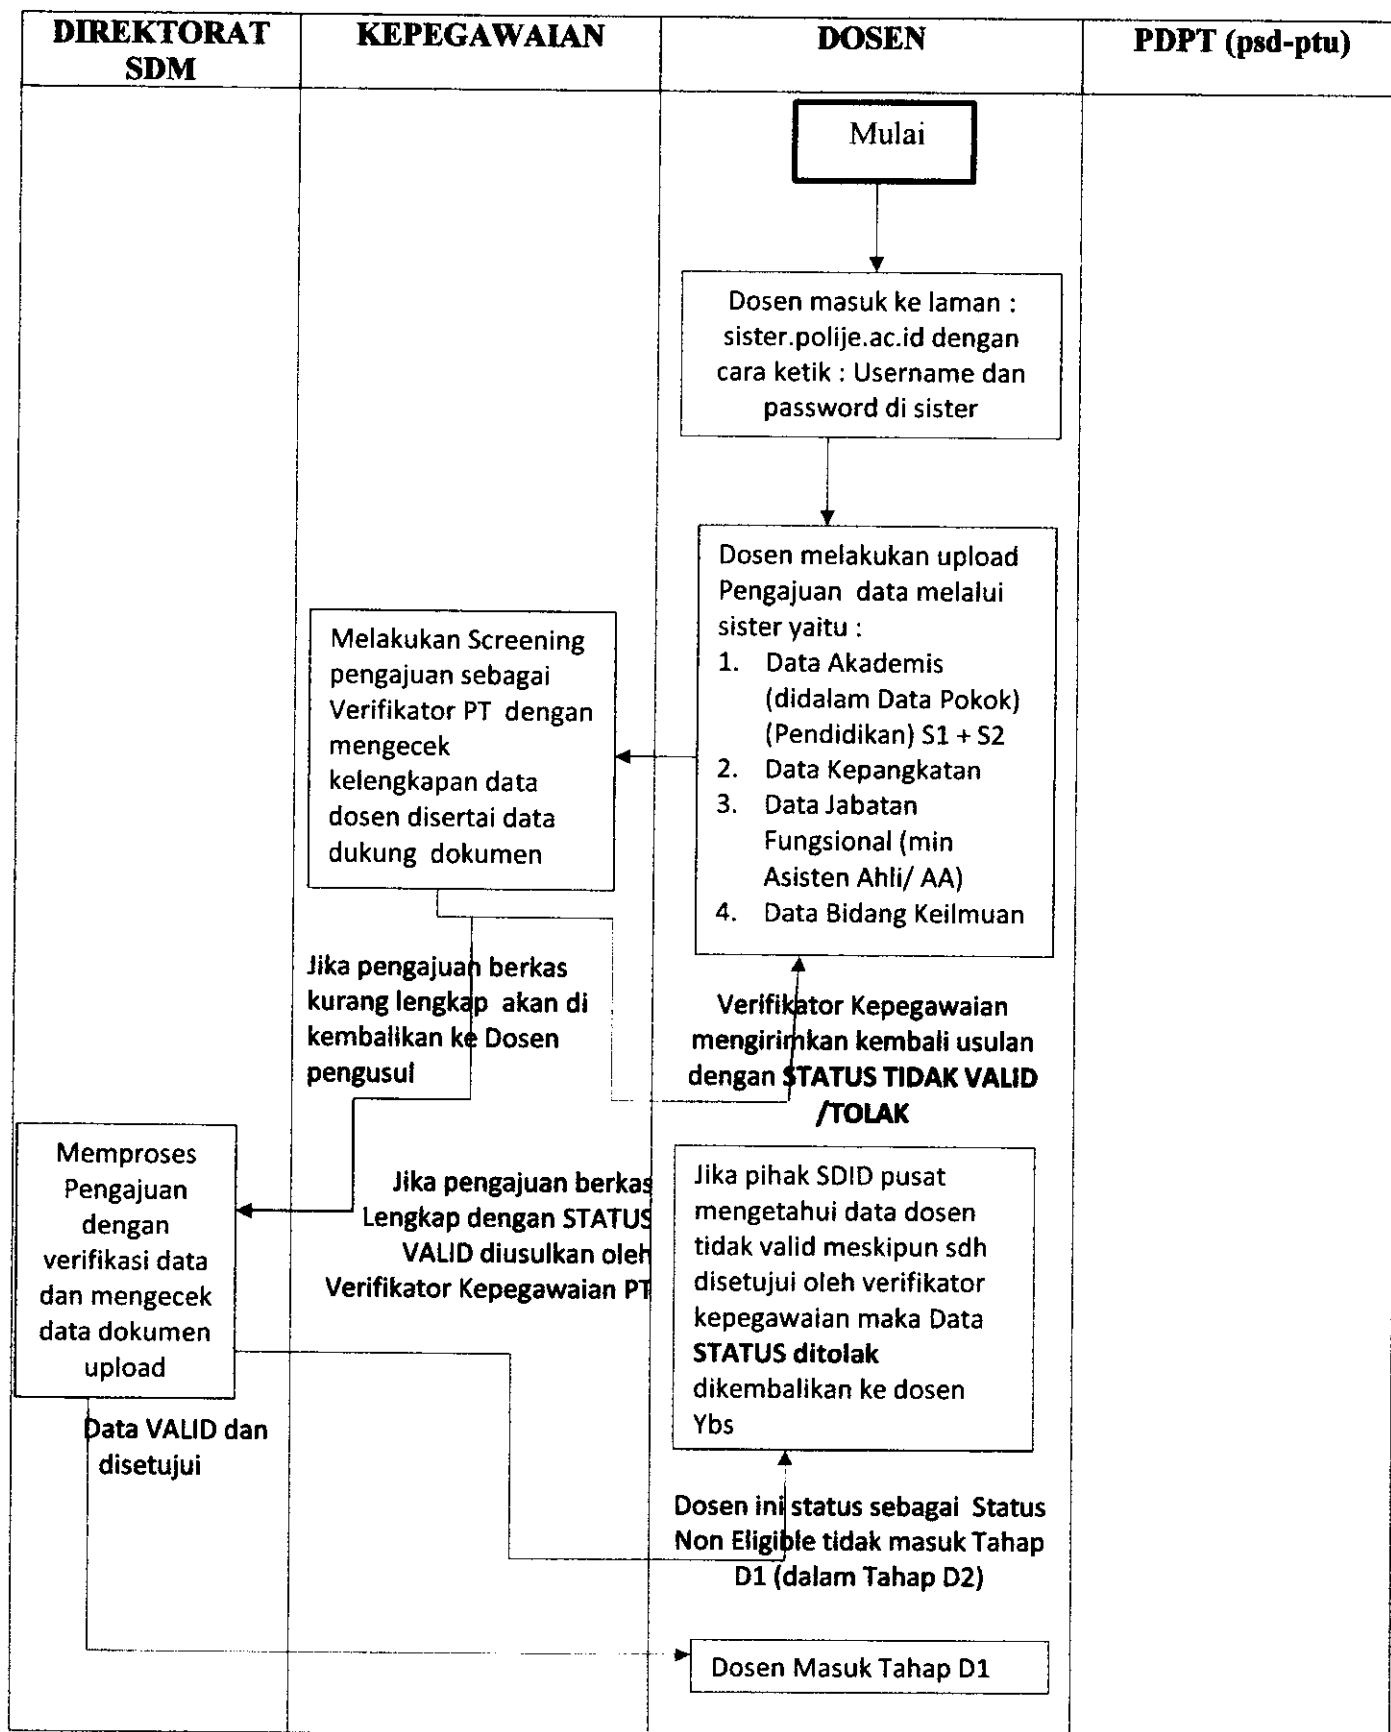 DIREKTORAT
SDM
KEPEGAWAIAN
DOSEN
PDPT (psd-ptu)
Mulai
Dosen masuk ke laman :
sister.polije.ac.id dengan
cara ketik : Username dan
password di sister
Dosen melakukan upload
Pengajuan data melalui
sister yaitu :
1. Data Akademis
(didalam Data Pokok)
(Pendidikan) S1 + S2
2. Data Kepangkatan
3. Data Jabatan
Fungsional (min
Asisten Ahli/ AA)
4. Data Bidang Keilmuan
Melakukan Screening
pengajuan sebagai
Verifikator PT dengan
mengecek
kelengkapan data
dosen disertai data
dukung dokumen
Jika pengajuan berkas
kurang lengkap akan di
kembalikan ke Dosen
pengusul
Verifikator Kepegawaian
mengirimkan kembali usulan
dengan STATUS TIDAK VALID
/TOLAK
Memproses
Pengajuan
dengan
verifikasi data
dan mengecek
data dokumen
upload
Jika pengajuan berkas
Lengkap dengan STATUS
VALID diusulkan oleh
Verifikator Kepegawaian PT
Jika pihak SDID pusat
mengetahui data dosen
tidak valid meskipun sdh
disetujui oleh verifikator
kepegawaian maka Data
STATUS ditolak
dikembalikan ke dosen
Ybs
Data VALID dan
disetujui
Dosen ini status sebagai Status
Non Eligible tidak masuk Tahap
D1 (dalam Tahap D2)
Dosen Masuk Tahap D1